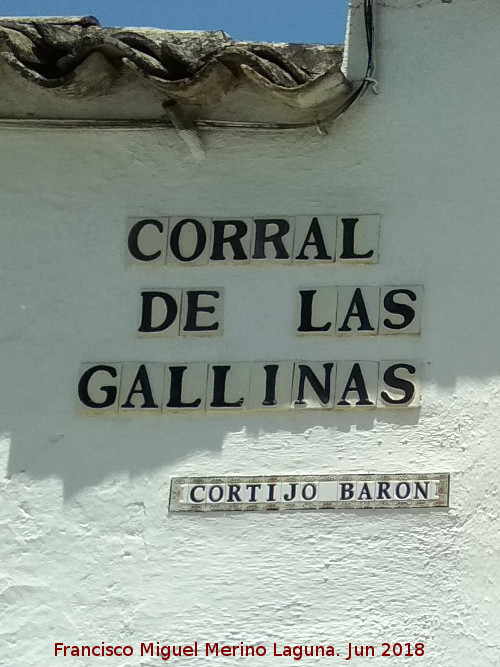 CORRAL
DE LAS
GALLINAS
CORTIJO BARON
Francisco Miguel Merino Laguna. Jun 2018